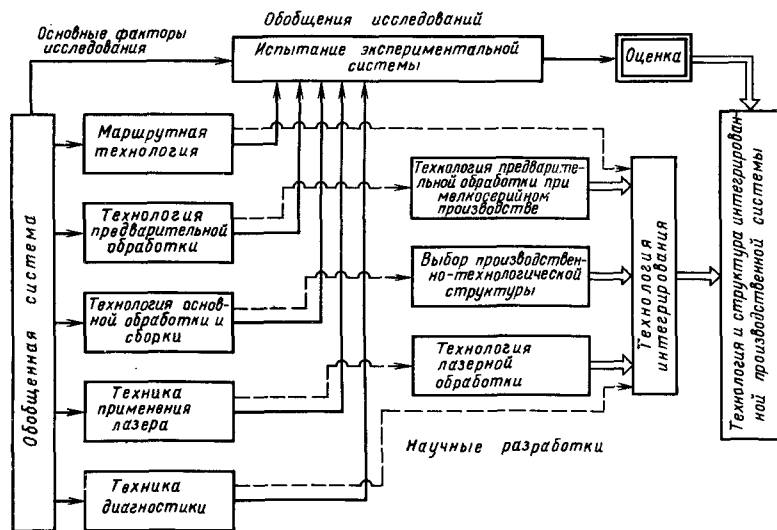 Обобщения исследований
Основные факторы
исследования
Испытание экспериментальной
системы
Оценка
Обобщенная система
Маршрутная
технология
Технология
предварительной
обработки
Технология основ-
ной обработки и
сборки
Техника
применения
лазера
Техника
диагностики
Технология предвари-
тельной обработки при
мелкосерийном
производстве
Выбор производствен-
но-технологической
структуры
Технология
лазерной
обработки
Научные разработки
Технология
интегрирования
Технология и структура интегрирован-
ной производственной системы